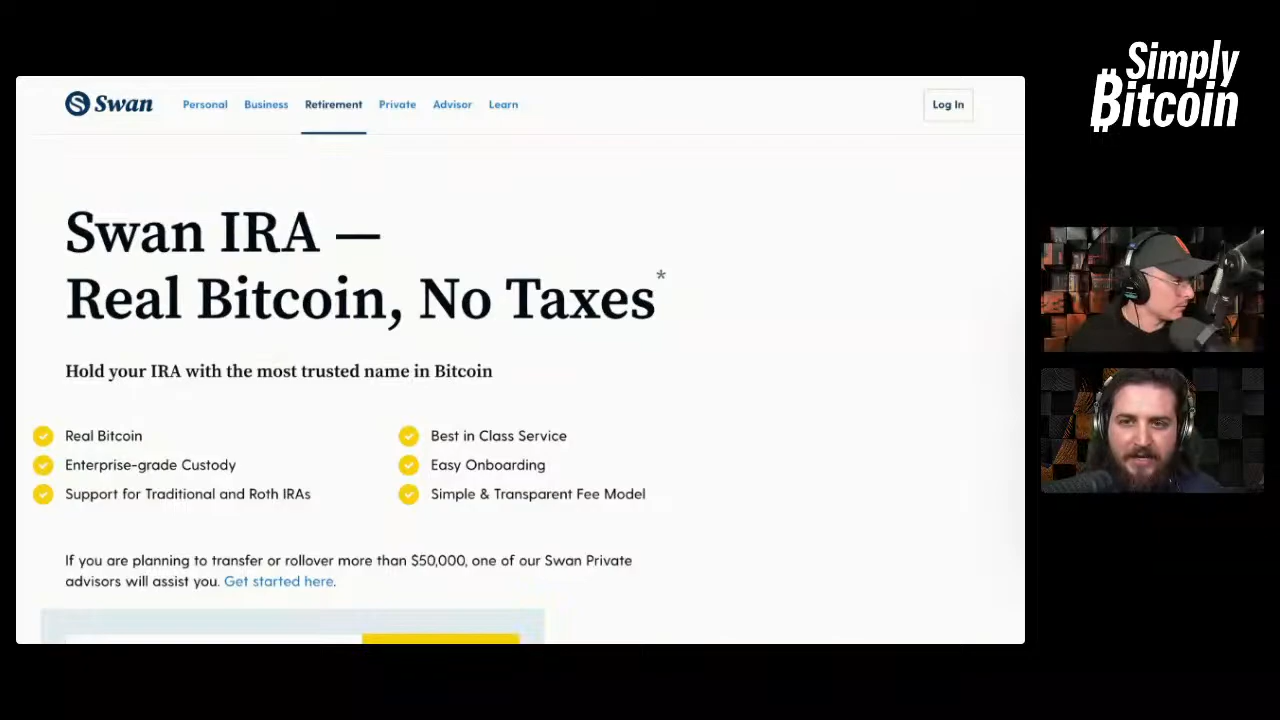 Simply
Bitcoin
Swan
Personal
Business
Retirement
Private
Advisor
Learn
Log In
Swan IRA —
Real Bitcoin, No Taxes*
Hold your IRA with the most trusted name in Bitcoin
Real Bitcoin
Best in Class Service
Enterprise-grade Custody
Easy Onboarding
Support for Traditional and Roth IRAs
Simple & Transparent Fee Model
If you are planning to transfer or rollover more than $50,000, one of our Swan Private
advisors will assist you. Get started here.